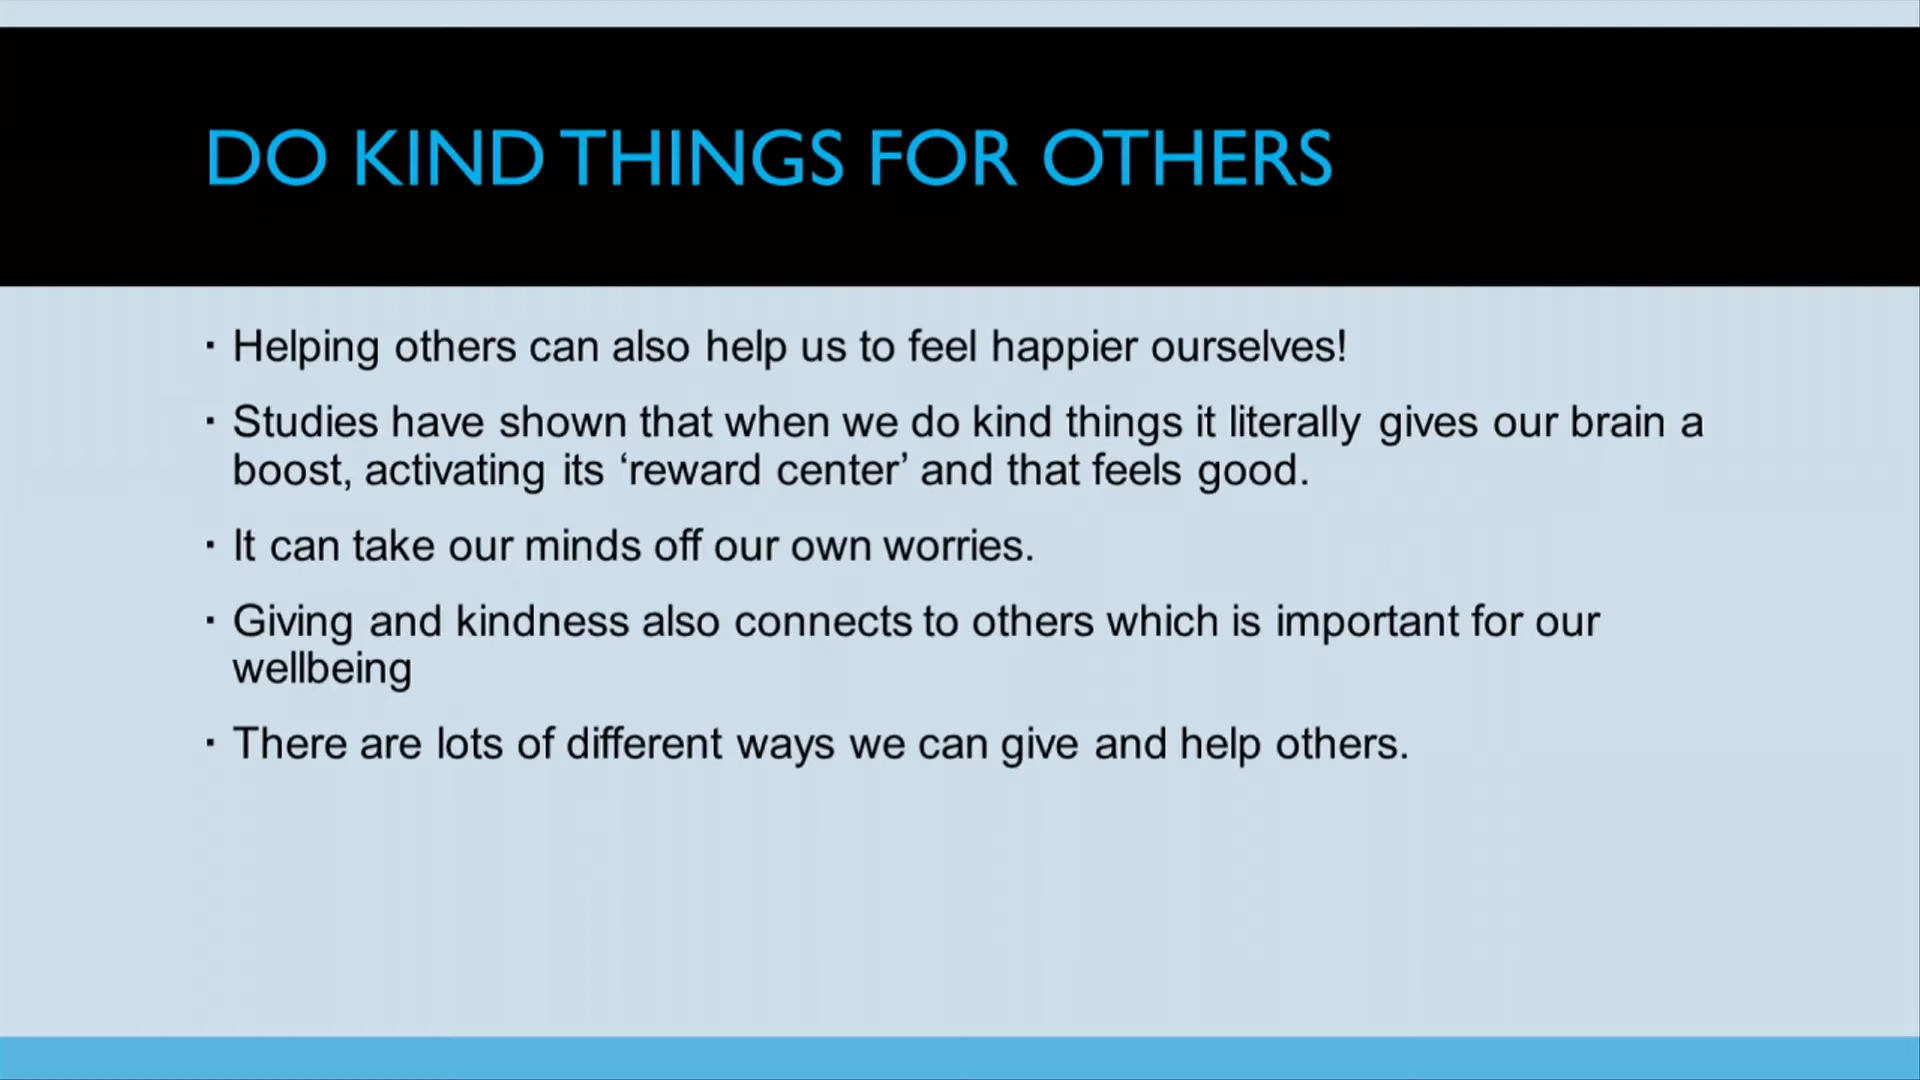 DO KIND THINGS FOR OTHERS
· Helping others can also help us to feel happier ourselves!
· Studies have shown that when we do kind things it literally gives our brain a
boost, activating its ‘reward center’ and that feels good.
· It can take our minds off our own worries.
· Giving and kindness also connects to others which is important for our
wellbeing
· There are lots of different ways we can give and help others.